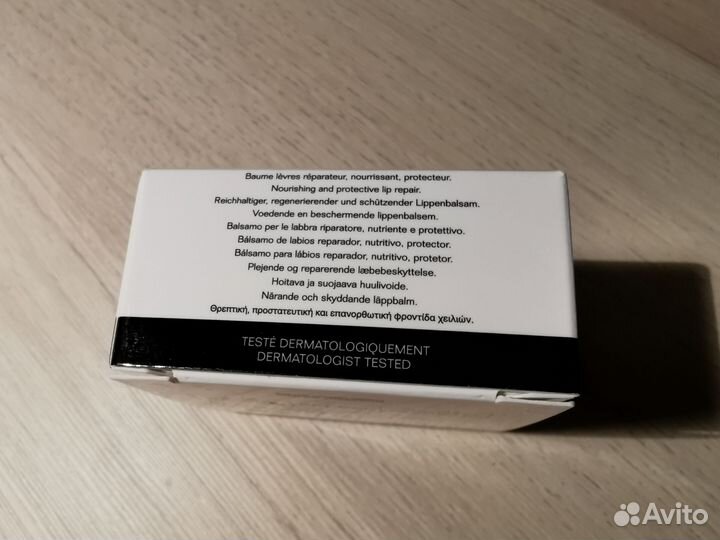 Baume lèvres réparateur, nourrissant, protecteur.
Nourishing and protective lip repair.
Reichhaltiger, regenerierender und schützender Lippenbalsam.
Voedende en beschermende lippenbalsem.
Balsamo per le labbra riparatore, nutriente e protettivo.
Bálsamo de labios reparador, nutritivo, protector.
Bálsamo para lábios reparador, nutritivo, protetor.
Plejende og reparerende læbebeskyttelse.
Hoitava ja suojaava huulivoide.
Närande och skyddande läppbalm.
Θρεπτική, προστατευτική και επανορθωτική φροντίδα χειλιών.
TESTÉ DERMATOLOGIQUEMENT
DERMATOLOGIST TESTED
Avito